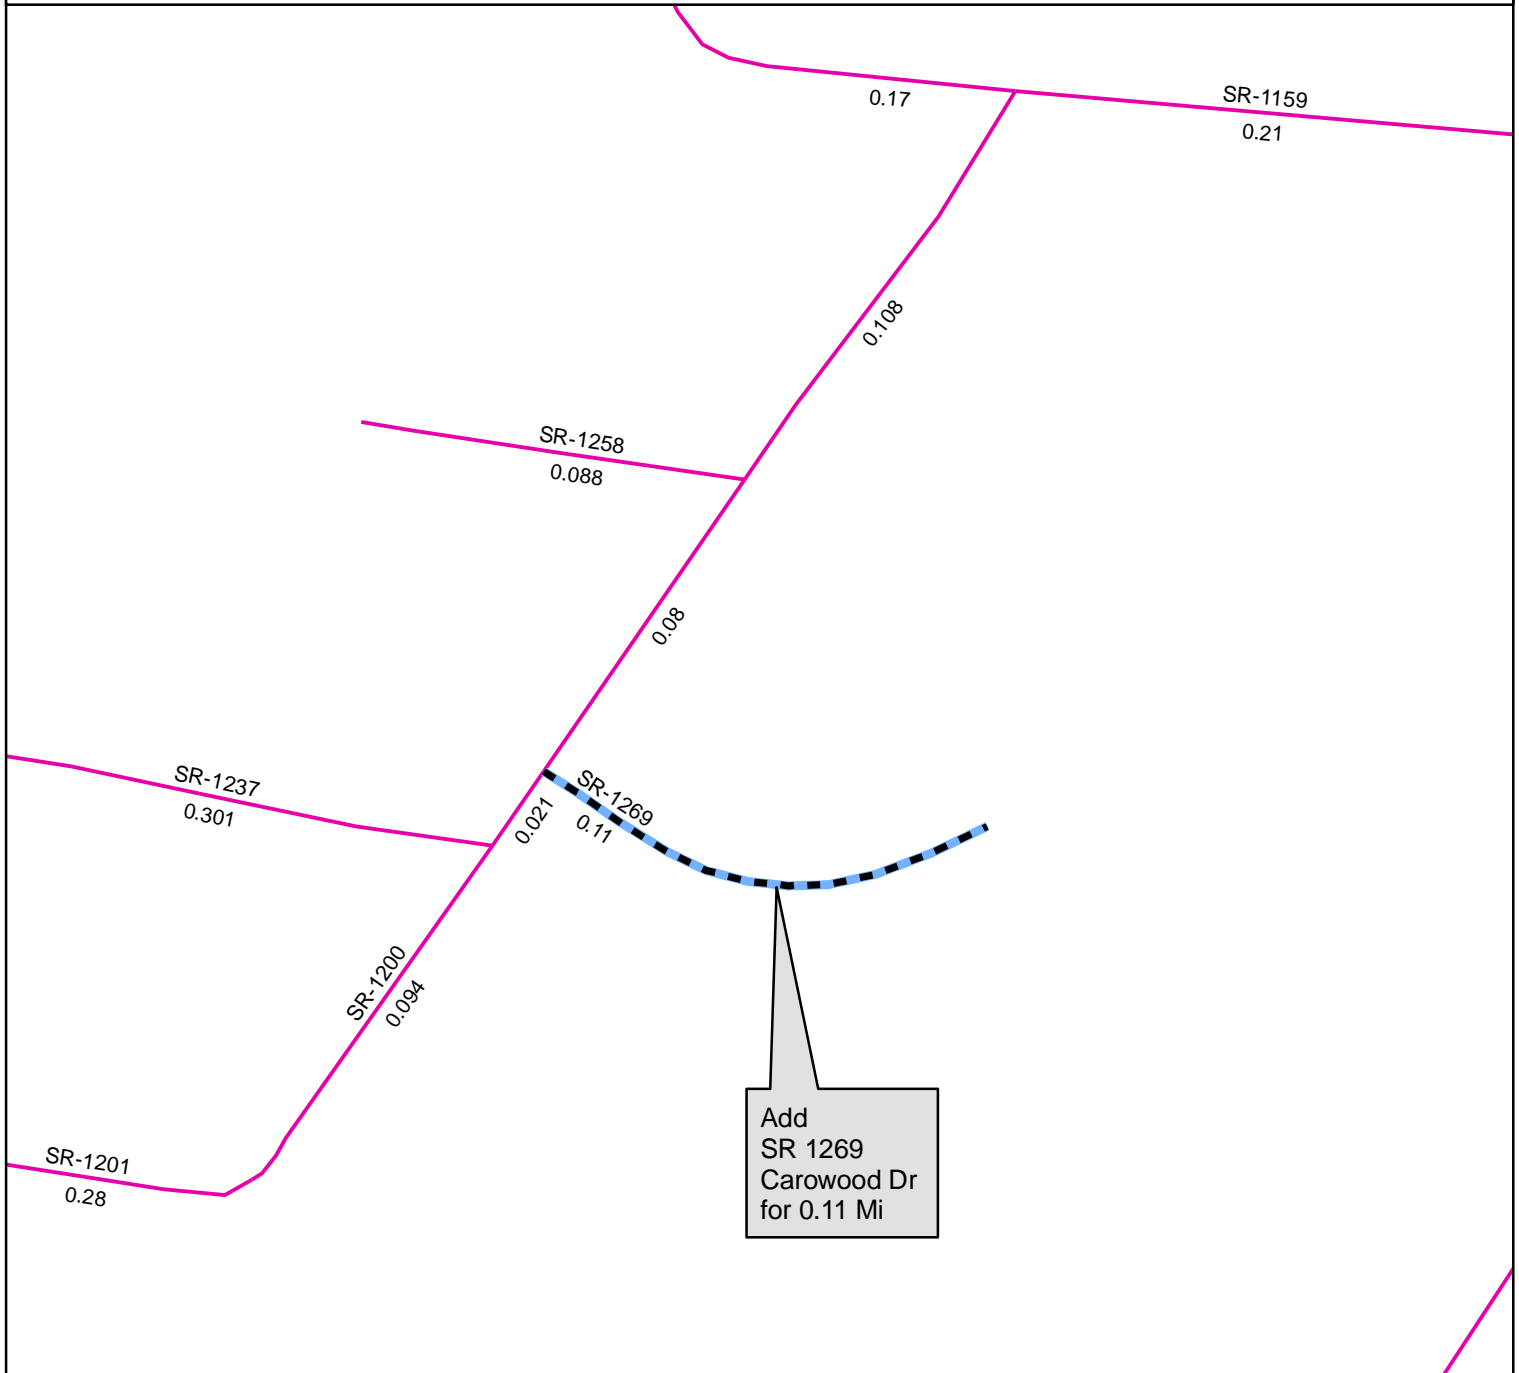 0.17
SR-1159
0.21
0.108
SR-1258
0.088
0.08
SR-1237
0.301
0.021
SR-1269
0.11
SR-1200
0.094
SR-1201
0.28
Add
SR 1269
Carowood Dr
for 0.11 Mi